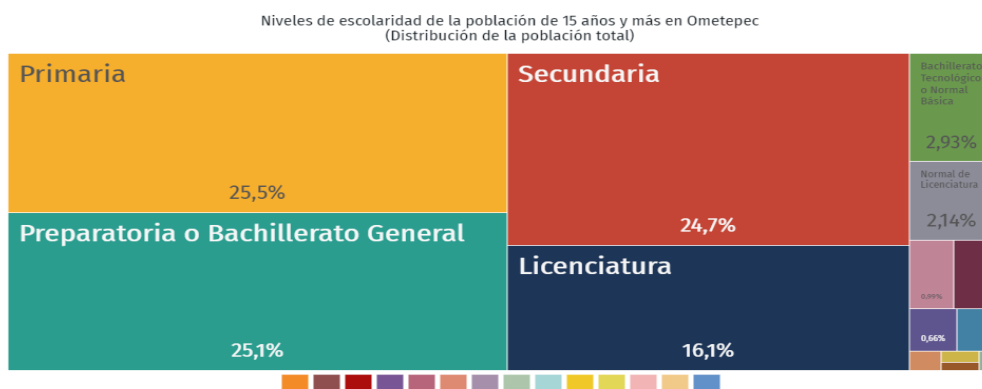 Niveles de escolaridad de la población de 15 años y más en Ometepec
(Distribución de la población total)
Primaria
25,5%
Secundaria
24,7%
Bachillerato
Tecnológico
o Normal
Básica
2,93%
Normal de
Licenciatura
2,14%
Preparatoria o Bachillerato General
25,1%
Licenciatura
16,1%
0,99%
0,66%